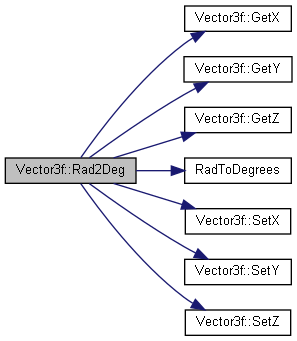 Vector3f::GetX
Vector3f::GetY
Vector3f::GetZ
Vector3f::Rad2Deg
RadToDegrees
Vector3f::SetX
Vector3f::SetY
Vector3f::SetZ